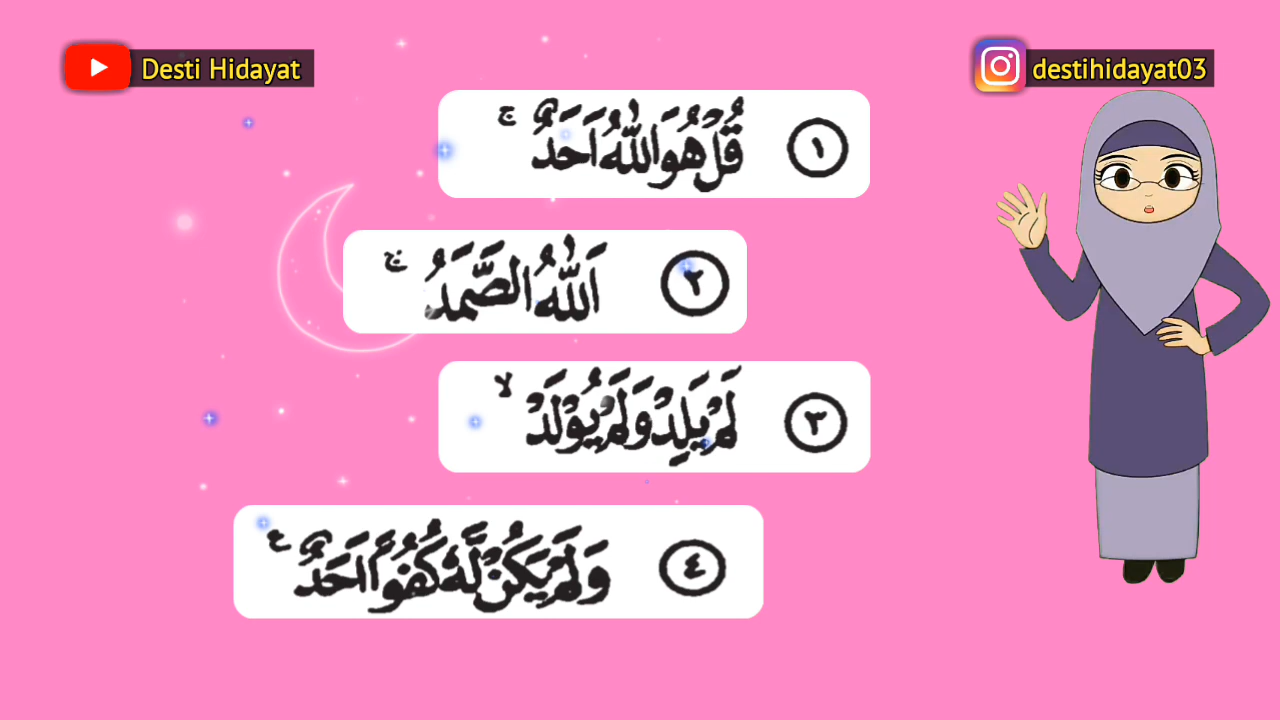 Desti Hidayat
destihidayat03
١ قُلْ هُوَ اللّٰهُ اَحَدٌ ۚ
٢ اَللّٰهُ الصَّمَدُ ۚ
٣ لَمْ يَلِدْ وَلَمْ يُوْلَدْ ۙ
٤ وَلَمْ يَكُنْ لَّهٗ كُفُوًا اَحَدٌ ࣖ